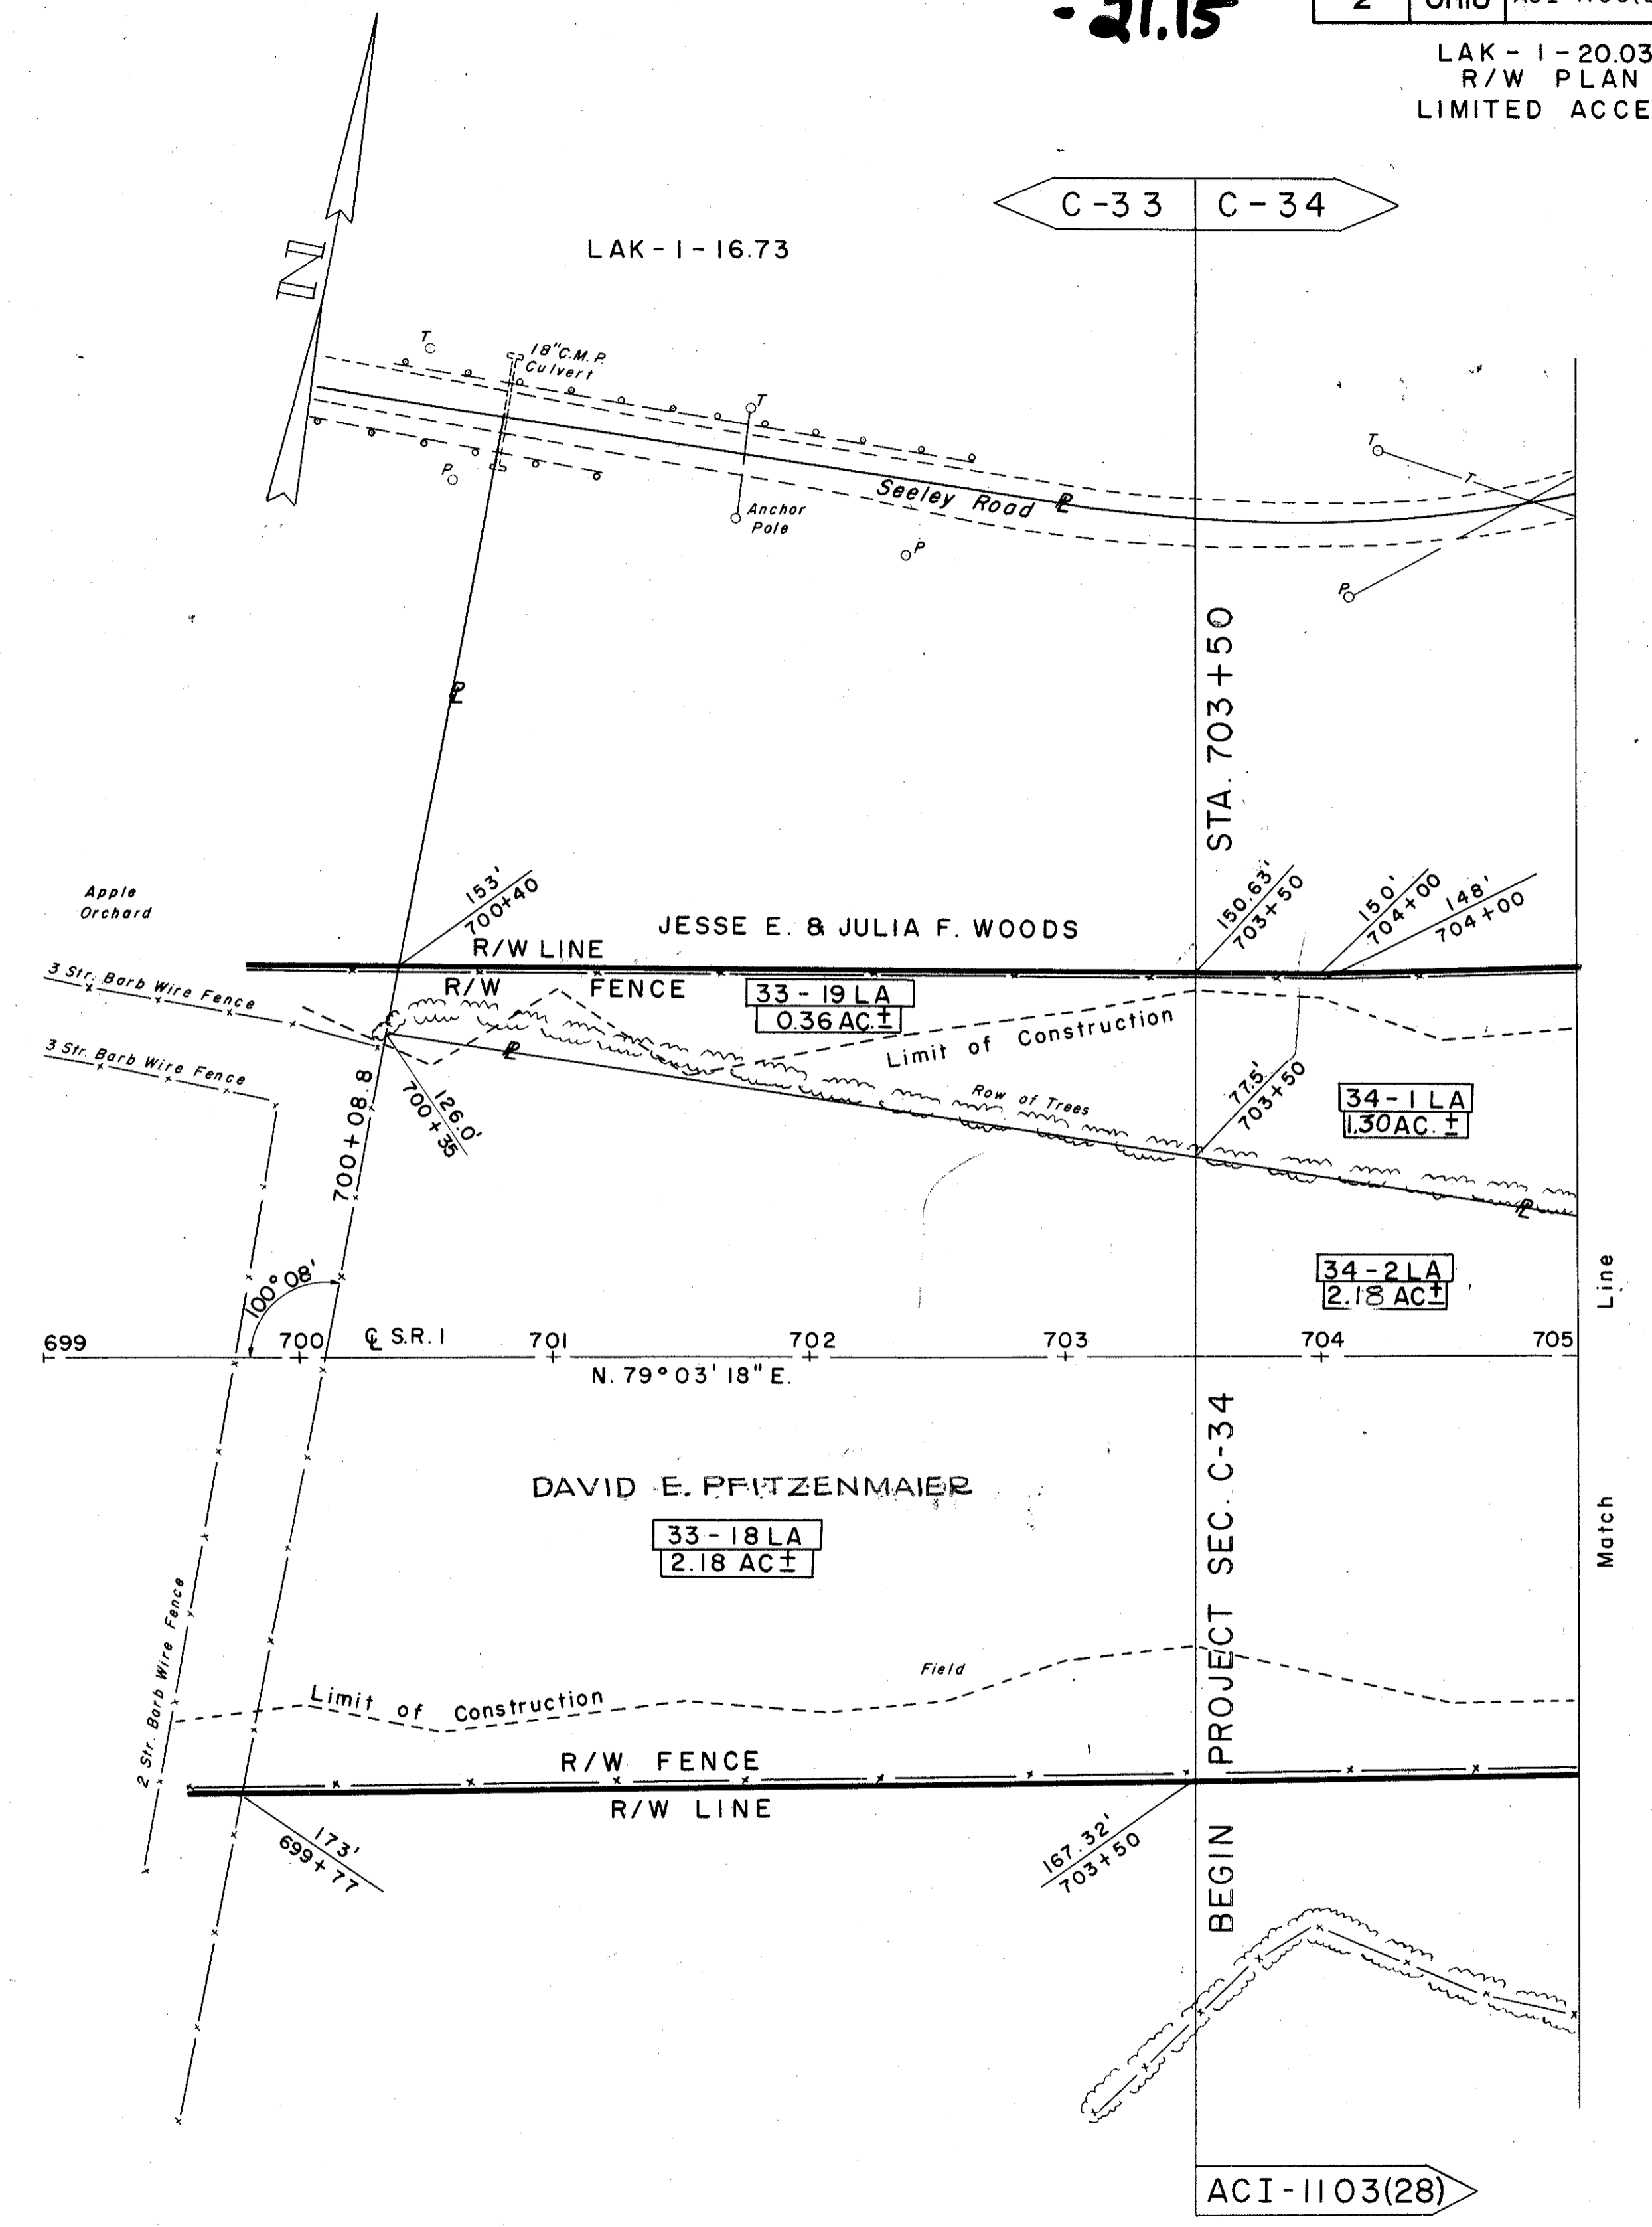 - 21.15
2 OHIO
LAK - 1 - 20.03
R/W PLAN
LIMITED ACCE
C-33 C-34
LAK - 1 - 16.73
N
T
18" C.M.P.
Culvert
T
P
Anchor
Pole
Seeley Road ⅊
P
T
T
P
STA. 703+50
⅊
Apple
Orchard
153'
700+40
JESSE E. & JULIA F. WOODS
150.63'
703+50
150'
704+00
148'
704+00
R/W LINE
R/W FENCE
3 Str. Barb Wire Fence
33-19 LA
0.36 AC.±
Limit of Construction
3 Str. Barb Wire Fence
⅊
Row of Trees
77.5'
703+50
34-1 LA
1.30 AC. ±
700+08.8
126.0'
700+35
⅊
34-2 LA
2.18 AC±
100°08'
699 700 ℄ S.R. 1 701 702 703 704 705
N. 79°03'18" E.
Match Line
DAVID E. PFITZENMAIER
33-18 LA
2.18 AC±
BEGIN PROJECT SEC. C-34
2 Str. Barb Wire Fence
Field
Limit of Construction
R/W FENCE
R/W LINE
173'
699+77
167.32'
703+50
ACI-1103(28)